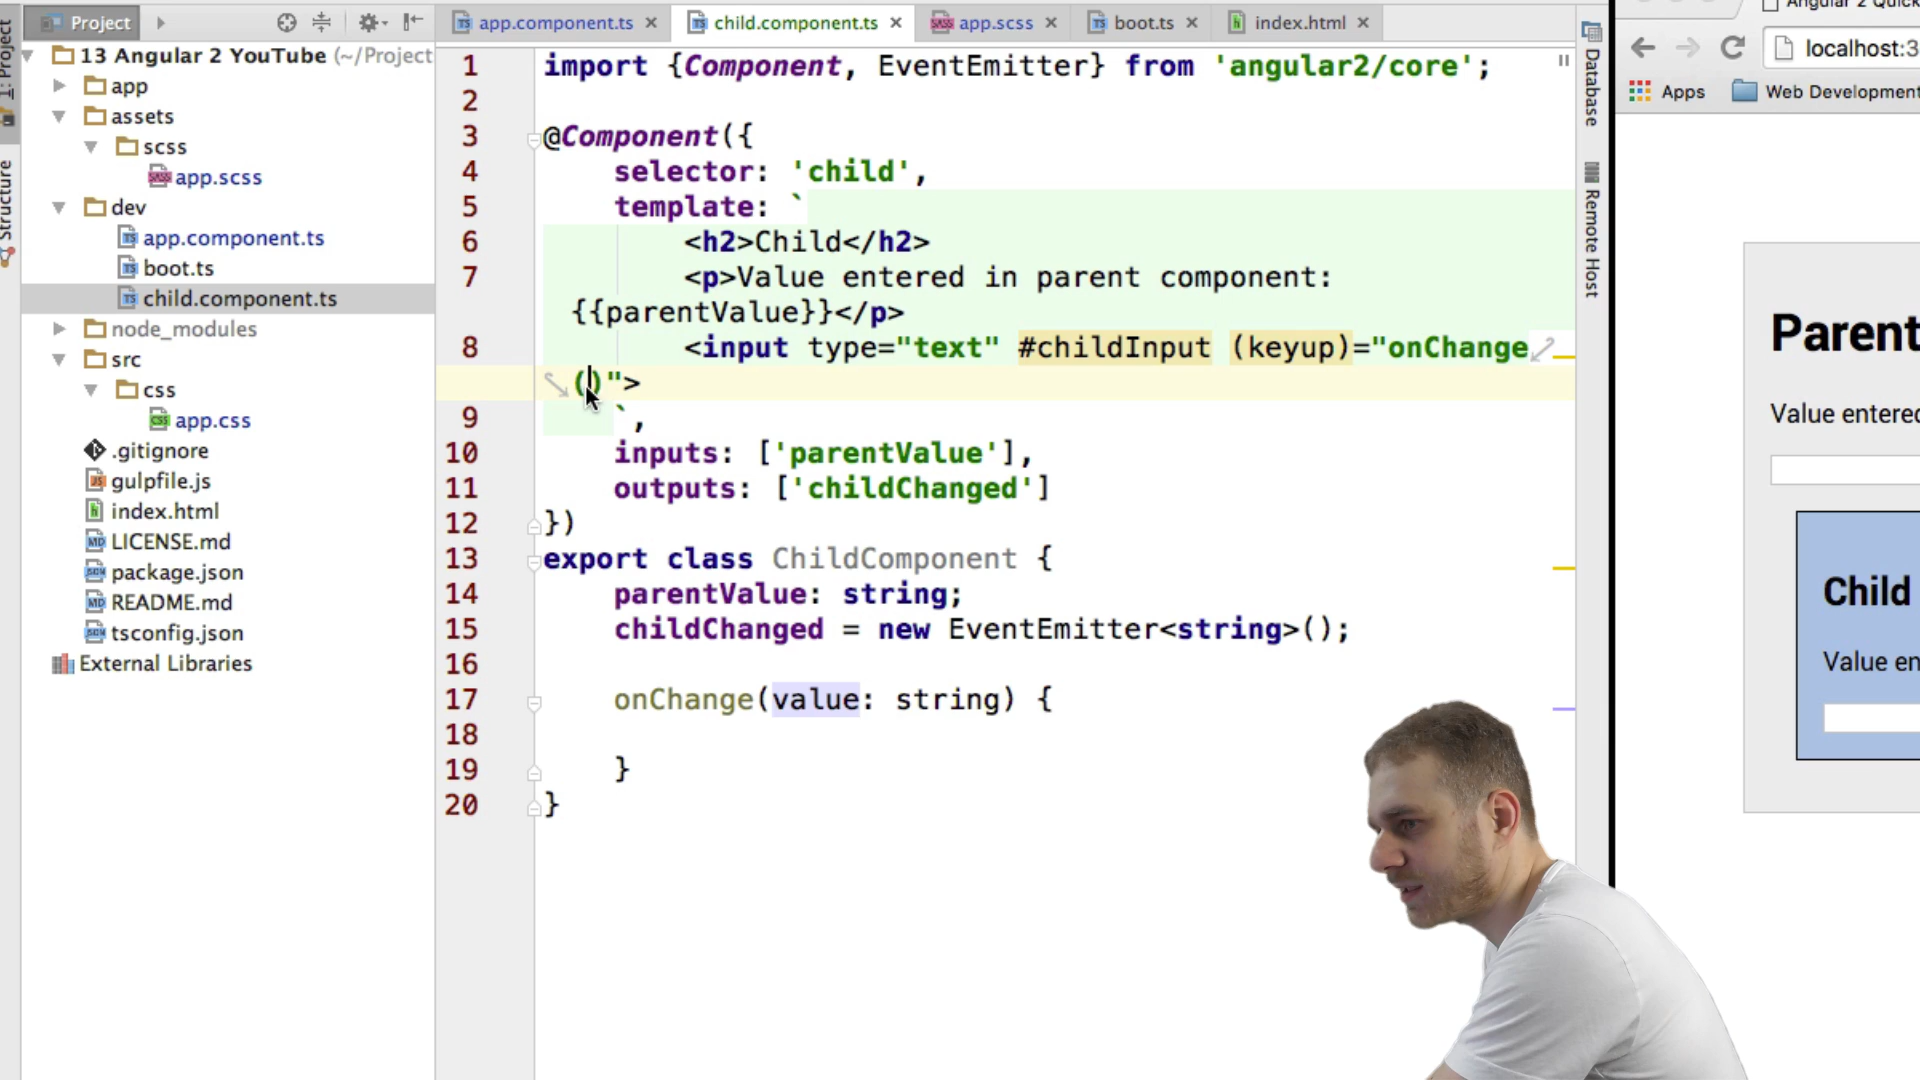 Project
app.component.ts
child.component.ts
app.scss
boot.ts
index.html
1: Project
Structure
13 Angular 2 YouTube (~/Project
app
assets
scss
app.scss
dev
app.component.ts
boot.ts
child.component.ts
node_modules
src
css
app.css
.gitignore
gulpfile.js
index.html
LICENSE.md
package.json
README.md
tsconfig.json
External Libraries
1 import {Component, EventEmitter} from 'angular2/core';
2
3 @Component({
4 selector: 'child',
5 template: `
6 <h2>Child</h2>
7 <p>Value entered in parent component:
{{parentValue}}</p>
8 <input type="text" #childInput (keyup)="onChange
()">
9 `,
10 inputs: ['parentValue'],
11 outputs: ['childChanged']
12 })
13 export class ChildComponent {
14 parentValue: string;
15 childChanged = new EventEmitter<string>();
16
17 onChange(value: string) {
18
19 }
20 }
Database
Remote Host
Angular 2 Quick
localhost:3
Apps
Web Development
Parent
Value entered
Child
Value en